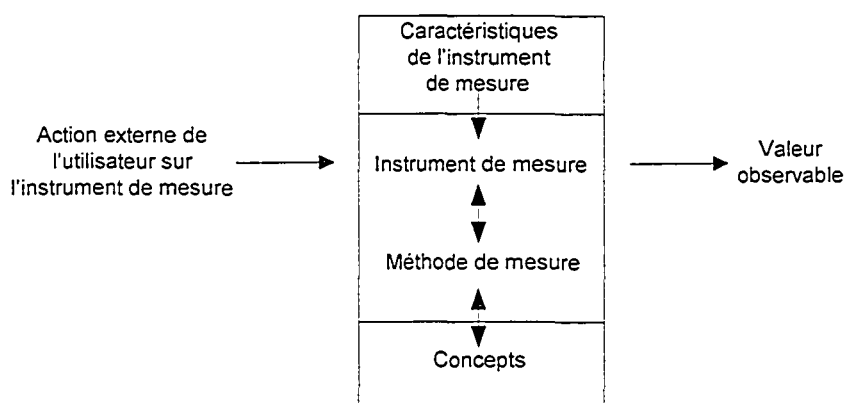 Caractéristiques
de l'instrument
de mesure
Action externe de
l'utilisateur sur
l'instrument de mesure
Instrument de mesure
Valeur
observable
Méthode de mesure
Concepts